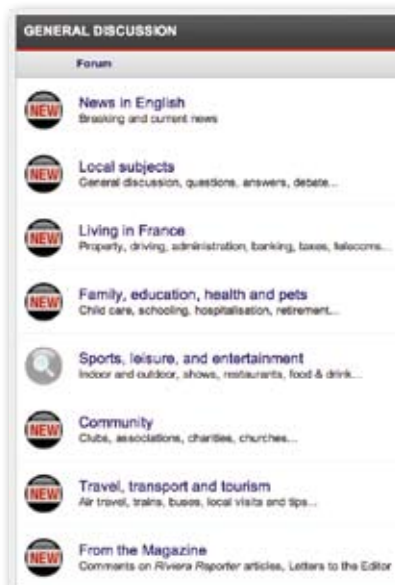 GENERAL DISCUSSION
Forum
NEW
News in English
Breaking and current news
NEW
Local subjects
General discussion, questions, answers, debate...
NEW
Living in France
Property, driving, administration, banking, taxes, telecoms...
NEW
Family, education, health and pets
Child care, schooling, hospitalisation, retirement...
Sports, leisure, and entertainment
Indoor and outdoor, shows, restaurants, food & drink...
NEW
Community
Clubs, associations, charities, churches...
NEW
Travel, transport and tourism
Air travel, trains, buses, local visits and tips...
NEW
From the Magazine
Comments on Riviera Reporter articles, Letters to the Editor